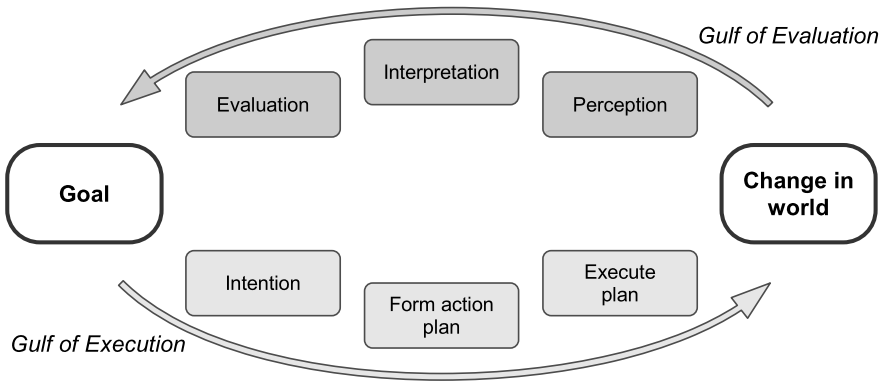 Gulf of Evaluation
Interpretation
Evaluation
Perception
Goal
Change in
world
Intention
Form action
plan
Execute
plan
Gulf of Execution